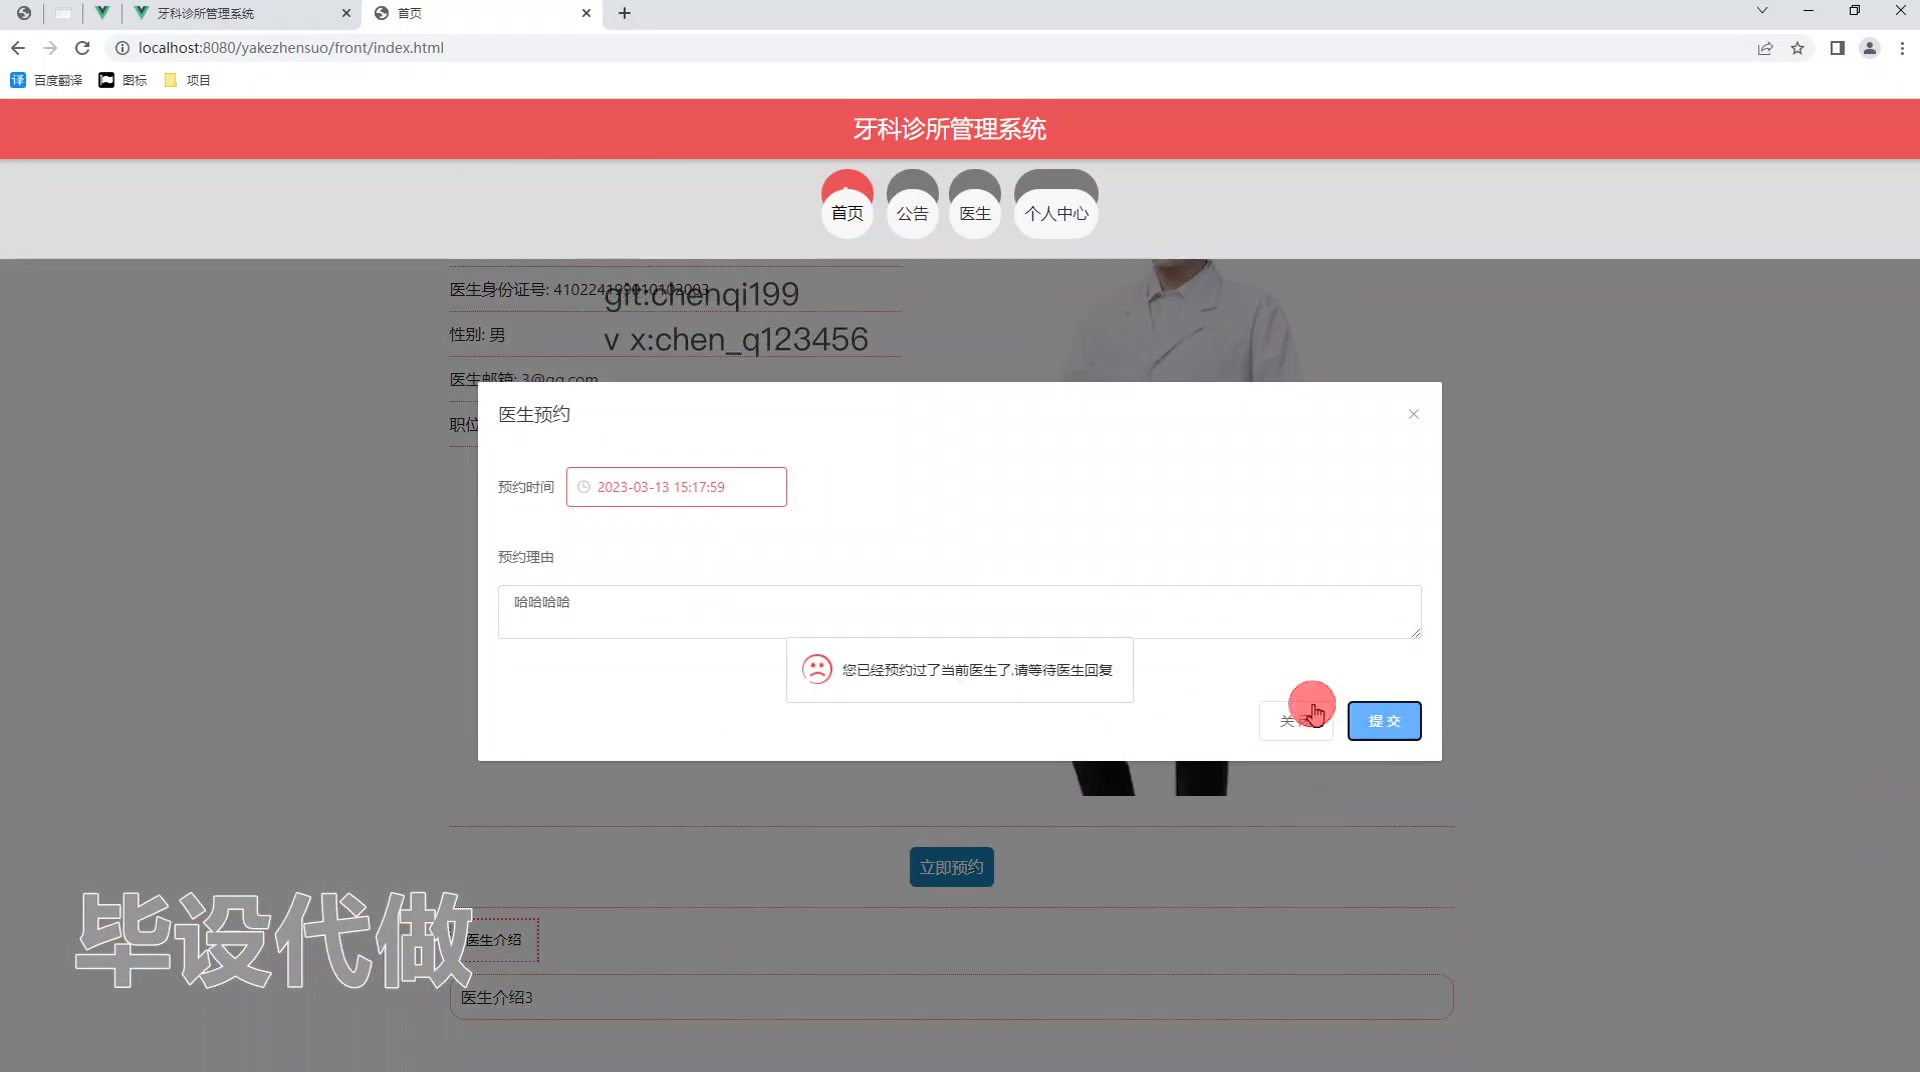 牙科诊所管理系统
首页
localhost:8080/yakezhensuo/front/index.html
百度翻译
图标
项目
牙科诊所管理系统
首页
公告
医生
个人中心
医生身份证号:
git:chenqi199
性别: 男
v x:chen_q123456
医生邮箱: 3@qq.com
职位
医生预约
预约时间
2023-03-13 15:17:59
预约理由
哈哈哈哈
您已经预约过了当前医生了,请等待医生回复
提交
立即预约
毕设代做
医生介绍
医生介绍3